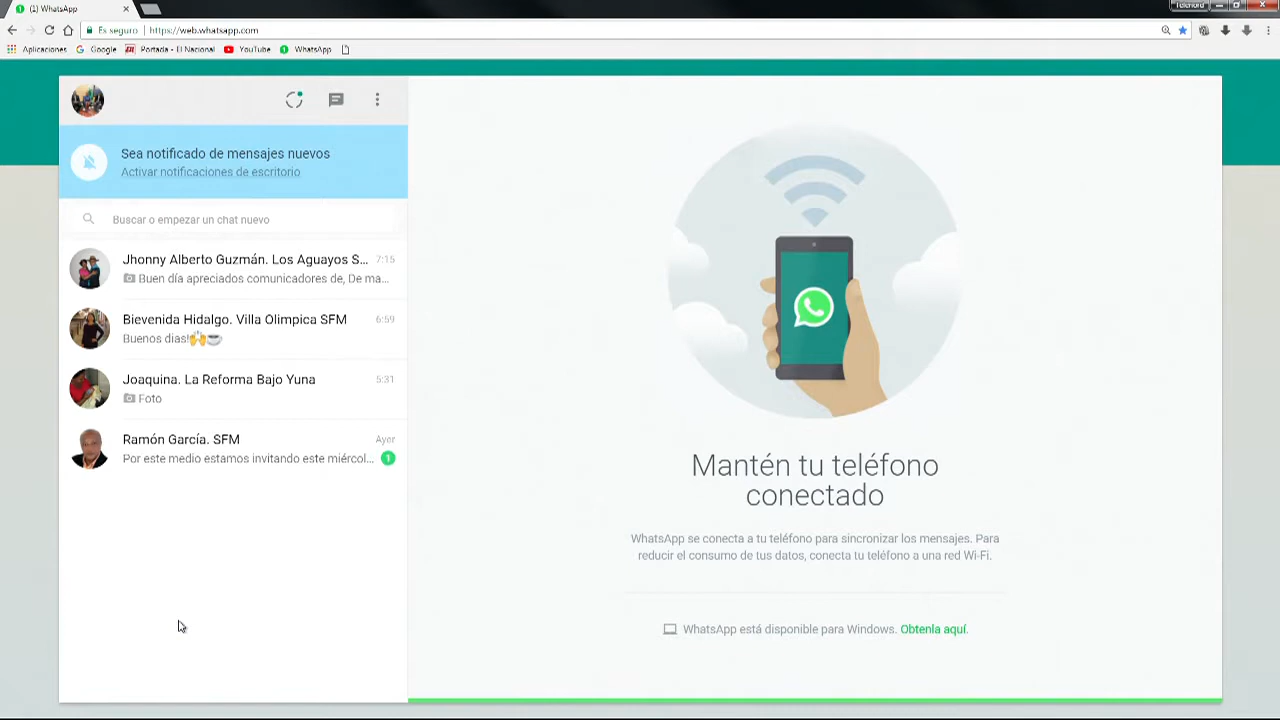 (1) WhatsApp
Telenord
Es seguro | https://web.whatsapp.com
Aplicaciones Google Portada - El Nacional YouTube WhatsApp
Sea notificado de mensajes nuevos
Activar notificaciones de escritorio
Buscar o empezar un chat nuevo
Jhonny Alberto Guzmán. Los Aguayos S... 7:15
Buen día apreciados comunicadores de, De ma...
Bievenida Hidalgo. Villa Olimpica SFM 6:59
Buenos dias!🙌☕
Joaquina. La Reforma Bajo Yuna 5:31
Foto
Ramón García. SFM Ayer
Por este medio estamos invitando este miércol... 1
Mantén tu teléfono
conectado
WhatsApp se conecta a tu teléfono para sincronizar los mensajes. Para
reducir el consumo de tus datos, conecta tu teléfono a una red Wi-Fi.
WhatsApp está disponible para Windows. Obtenla aquí.